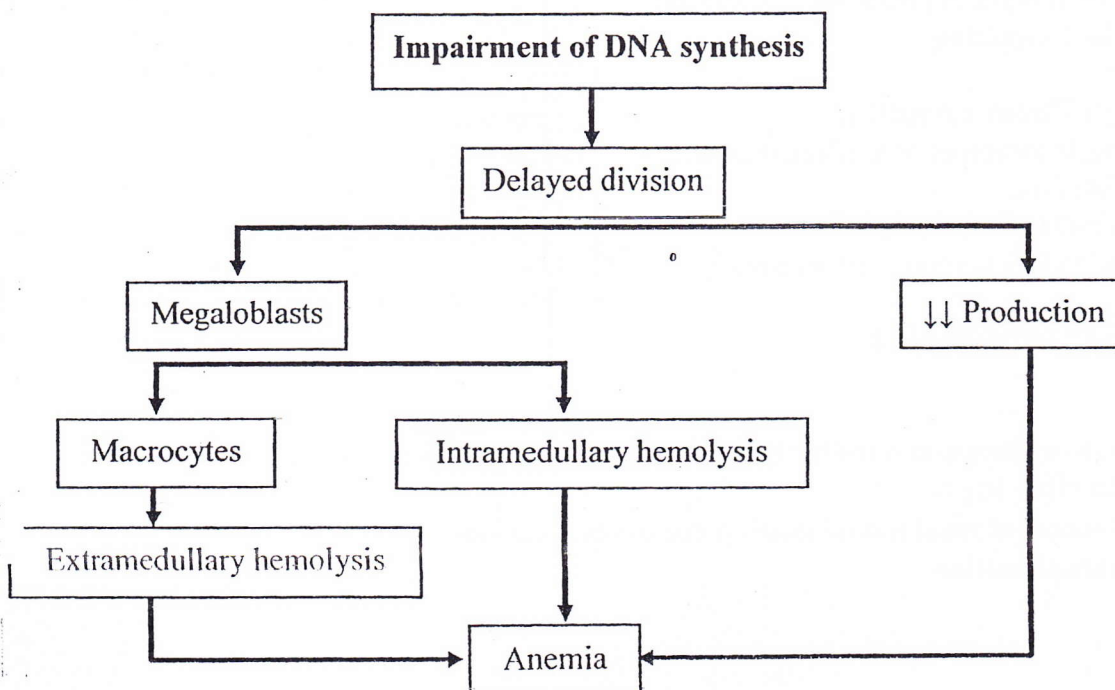 Impairment of DNA synthesis
Delayed division
Megaloblasts
↓↓ Production
Macrocytes
Intramedullary hemolysis
Extramedullary hemolysis
Anemia